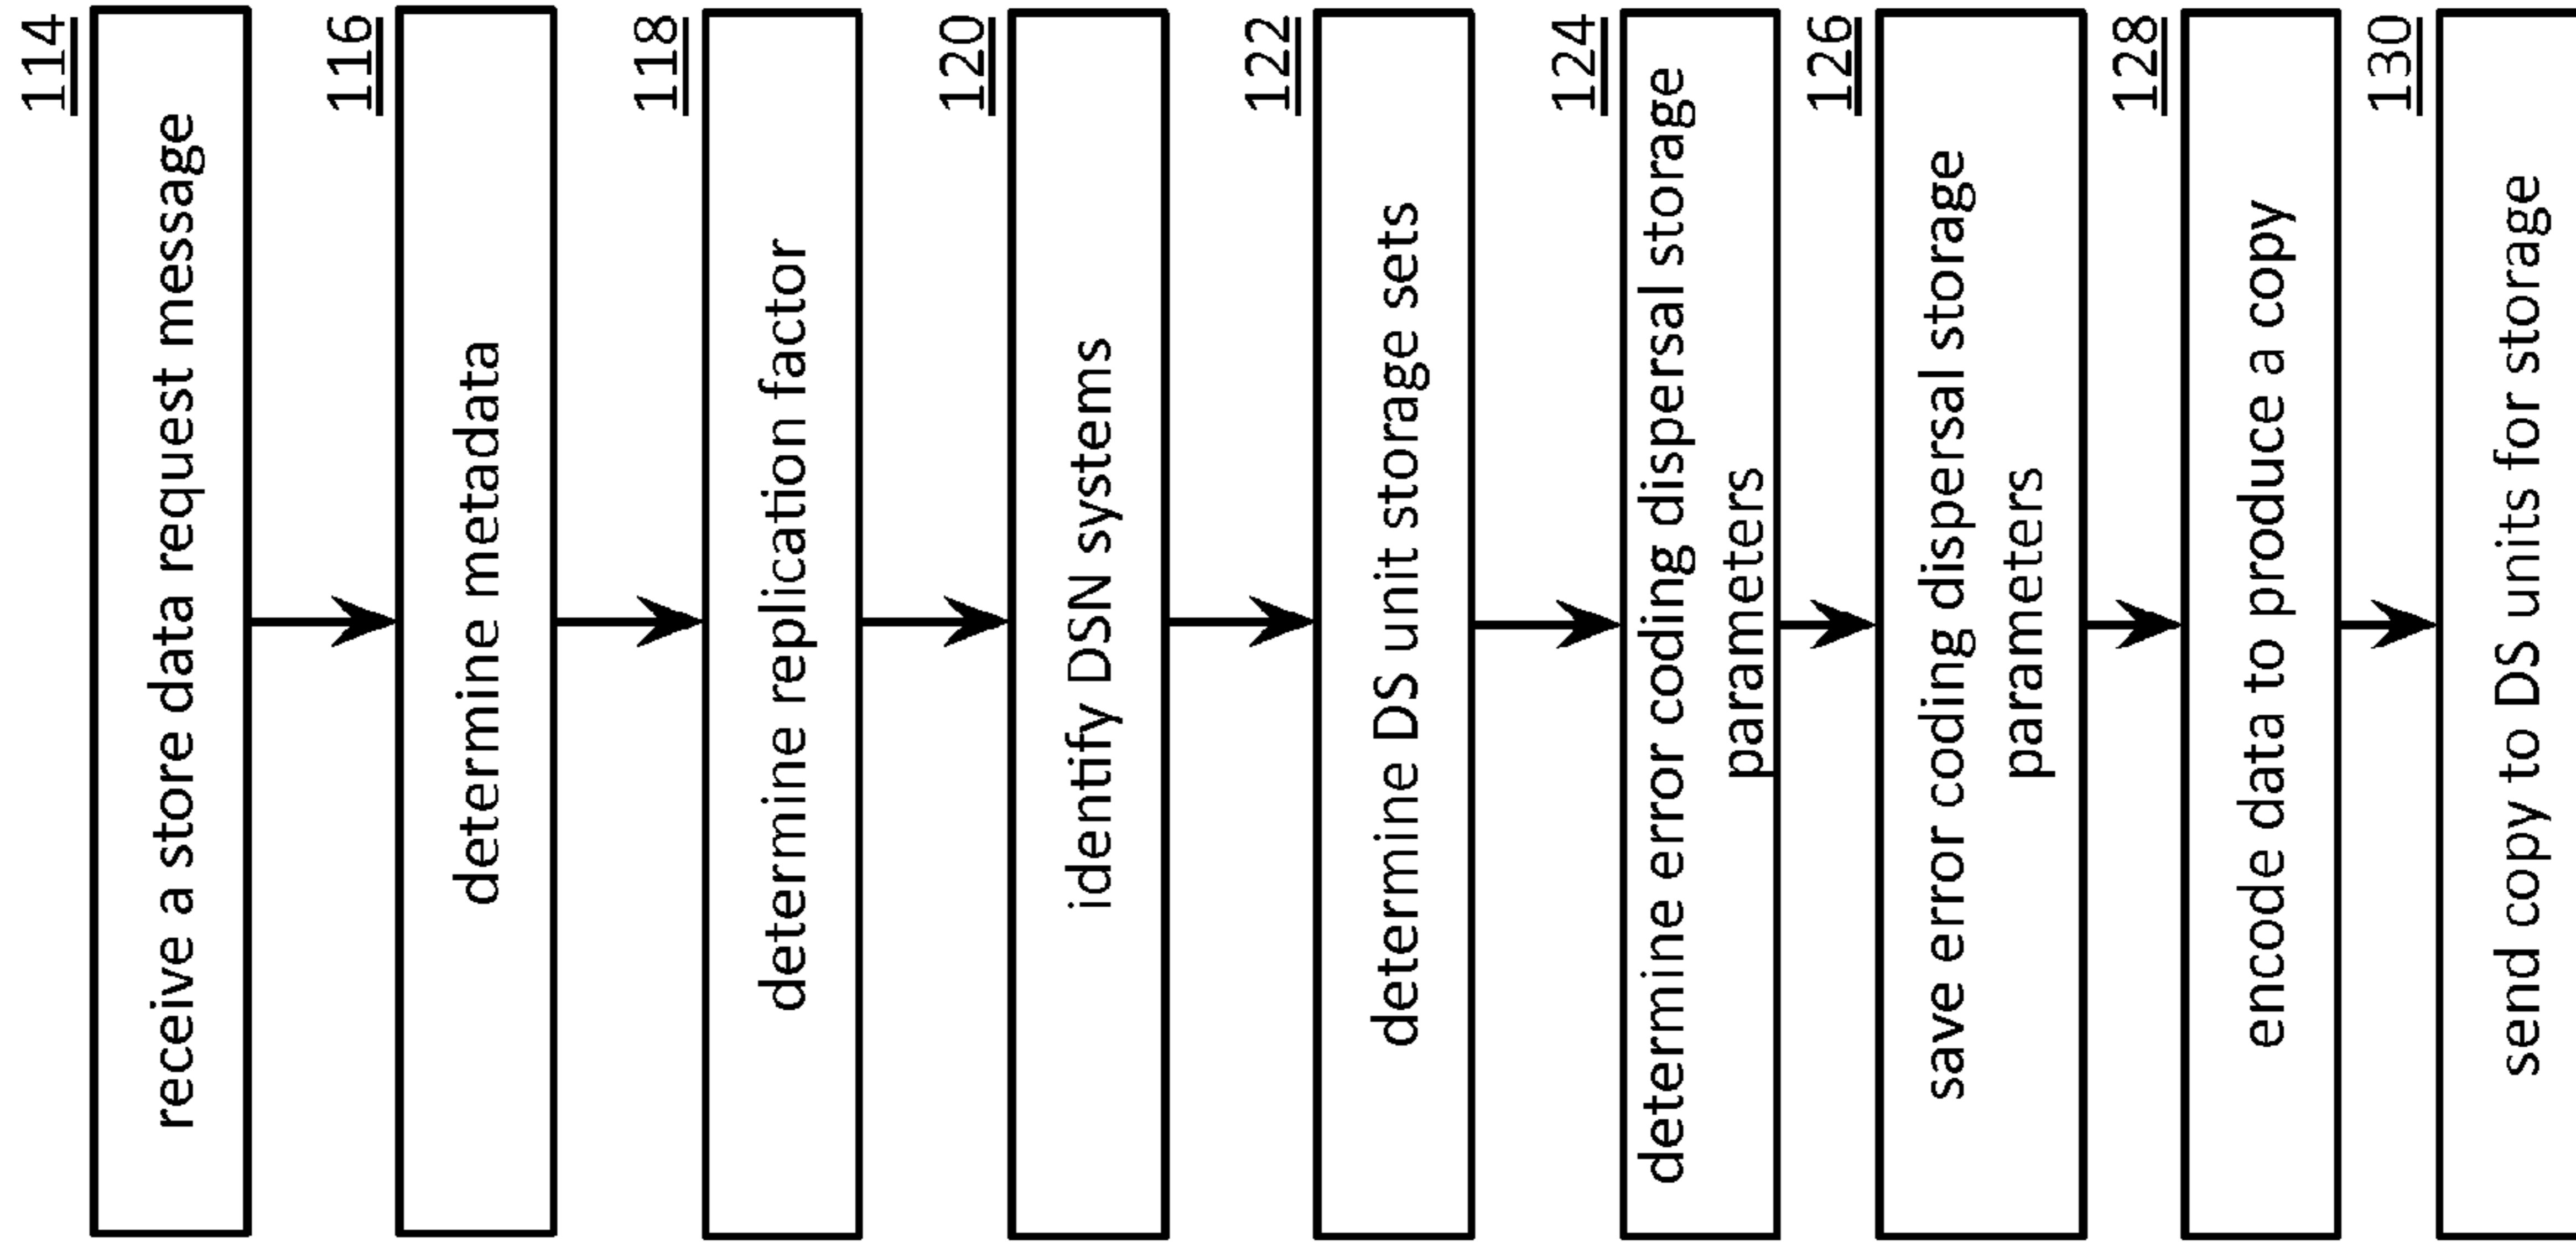 114
receive a store data request message
116
determine metadata
118
determine replication factor
120
identify DSN systems
122
determine DS unit storage sets
124
determine error coding dispersal storage
parameters
126
save error coding dispersal storage
parameters
128
encode data to produce a copy
130
send copy to DS units for storage